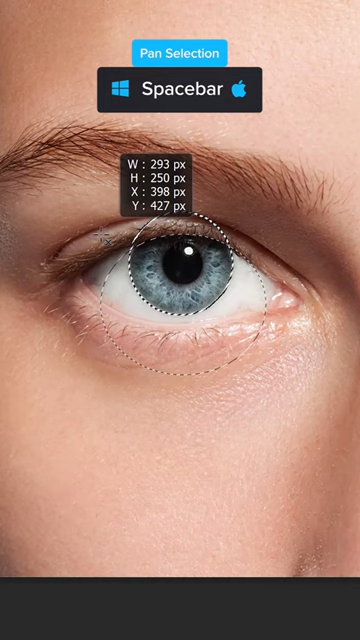 Pan Selection
Spacebar
W : 293 px
H : 250 px
X : 398 px
Y : 427 px